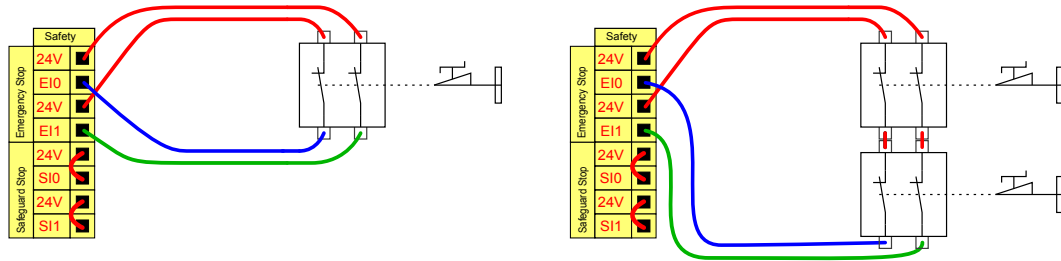 Safety
Emergency Stop
24V
EI0
24V
EI1
Safeguard Stop
24V
SI0
24V
SI1
Safety
Emergency Stop
24V
EI0
24V
EI1
Safeguard Stop
24V
SI0
24V
SI1